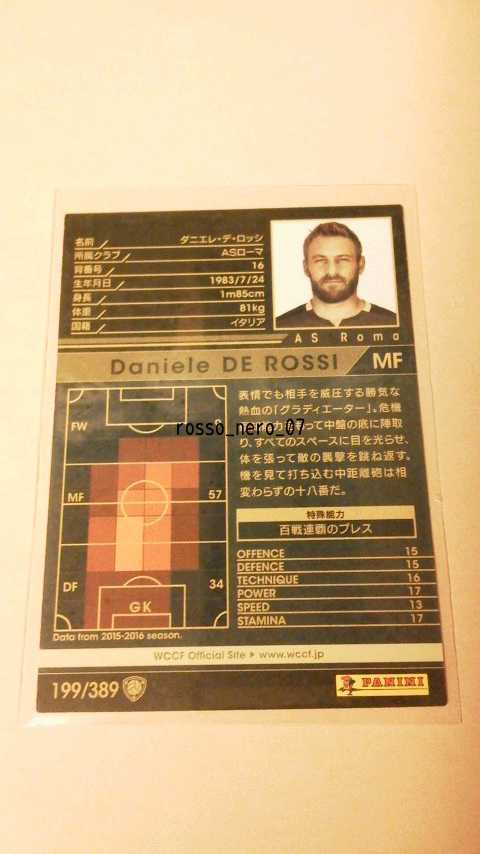 名前 ダニエレ・デ・ロッシ
所属クラブ ASローマ
背番号 16
生年月日 1983/7/24
身長 1m85cm
体重 81kg
国籍 イタリア
AS Roma
Daniele DE ROSSI MF
FW
MF 57
DF 34
GK
Data from 2015-2016 season.
表情でも相手を威圧する勝気な
熱血の「グラディエーター」。危機
って中盤の底に陣取
り、すべてのスペースに目を光らせ、
体を張って敵の襲撃を跳ね返す。
機を見て打ち込む中距離砲は相
変わらずの十八番だ。
rosso_nero_07
特殊能力
百戦連覇のプレス
OFFENCE 15
DEFENCE 15
TECHNIQUE 16
POWER 17
SPEED 13
STAMINA 17
WCCF Official Site ▶ www.wccf.jp
199/389
PANINI